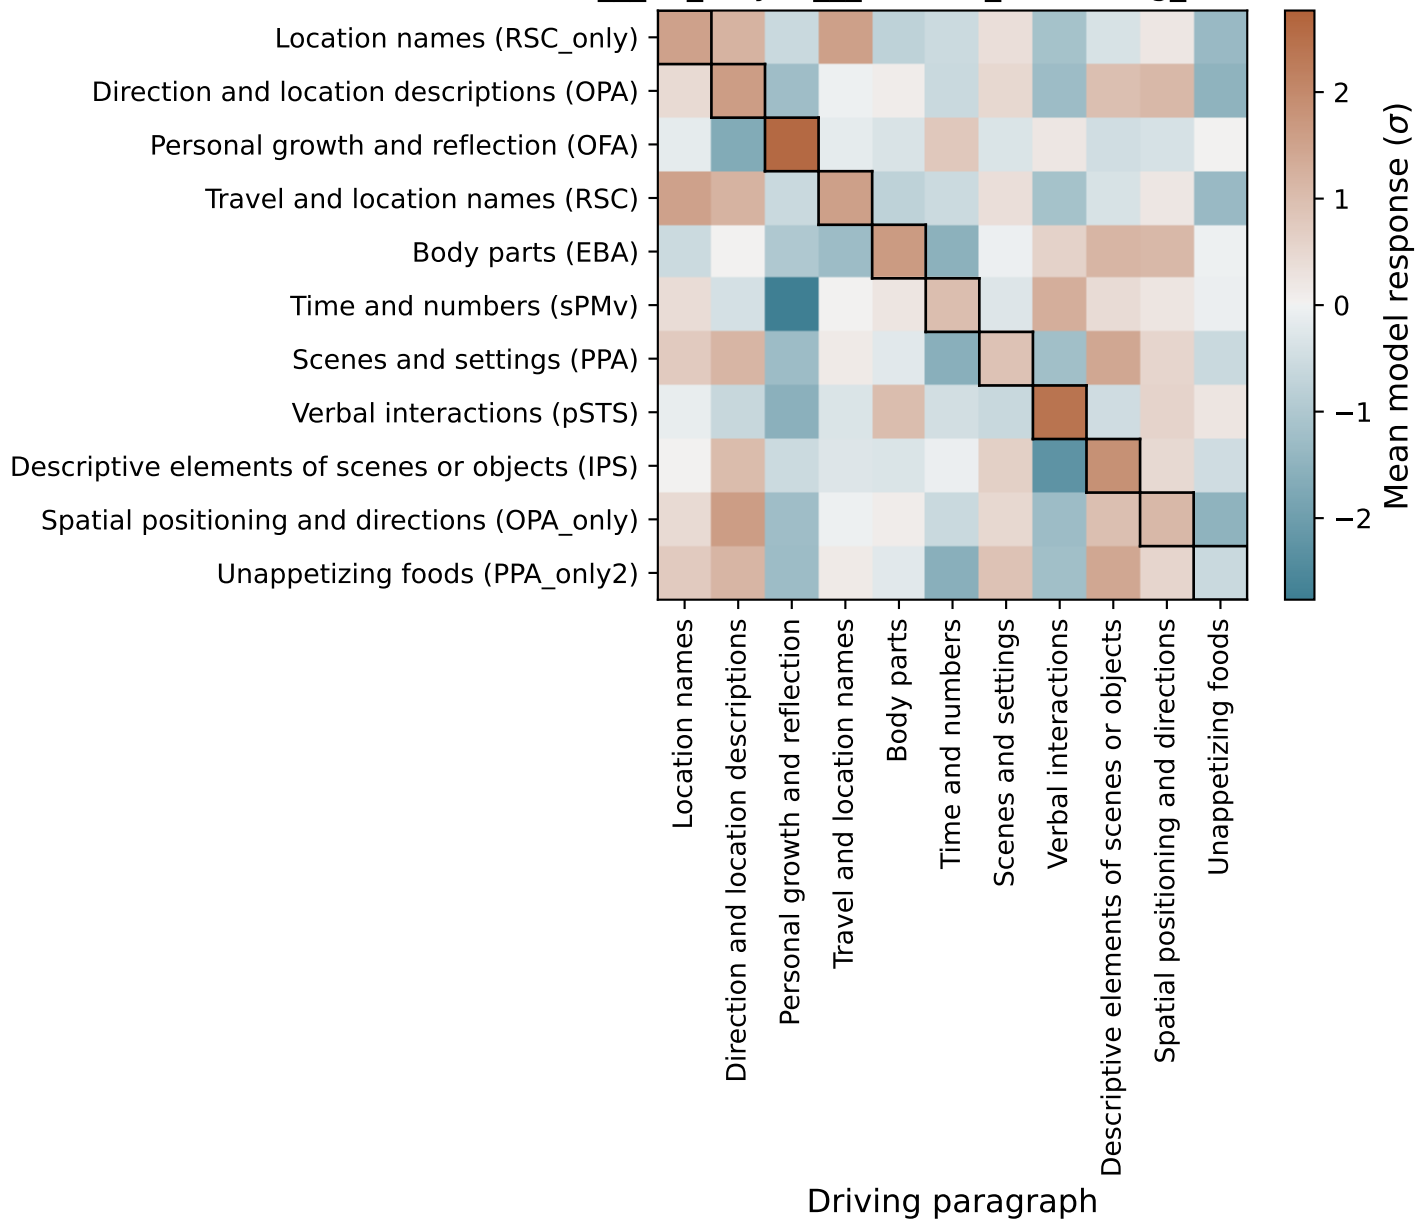 Location names (RSC_only)
Direction and location descriptions (OPA)
Personal growth and reflection (OFA)
Travel and location names (RSC)
Body parts (EBA)
Time and numbers (sPMv)
Scenes and settings (PPA)
Verbal interactions (pSTS)
Descriptive elements of scenes or objects (IPS)
Spatial positioning and directions (OPA_only)
Unappetizing foods (PPA_only2)
Location names
Direction and location descriptions
Personal growth and reflection
Travel and location names
Body parts
Time and numbers
Scenes and settings
Verbal interactions
Descriptive elements of scenes or objects
Spatial positioning and directions
Unappetizing foods
Driving paragraph
2
1
0
−1
−2
Mean model response (σ)